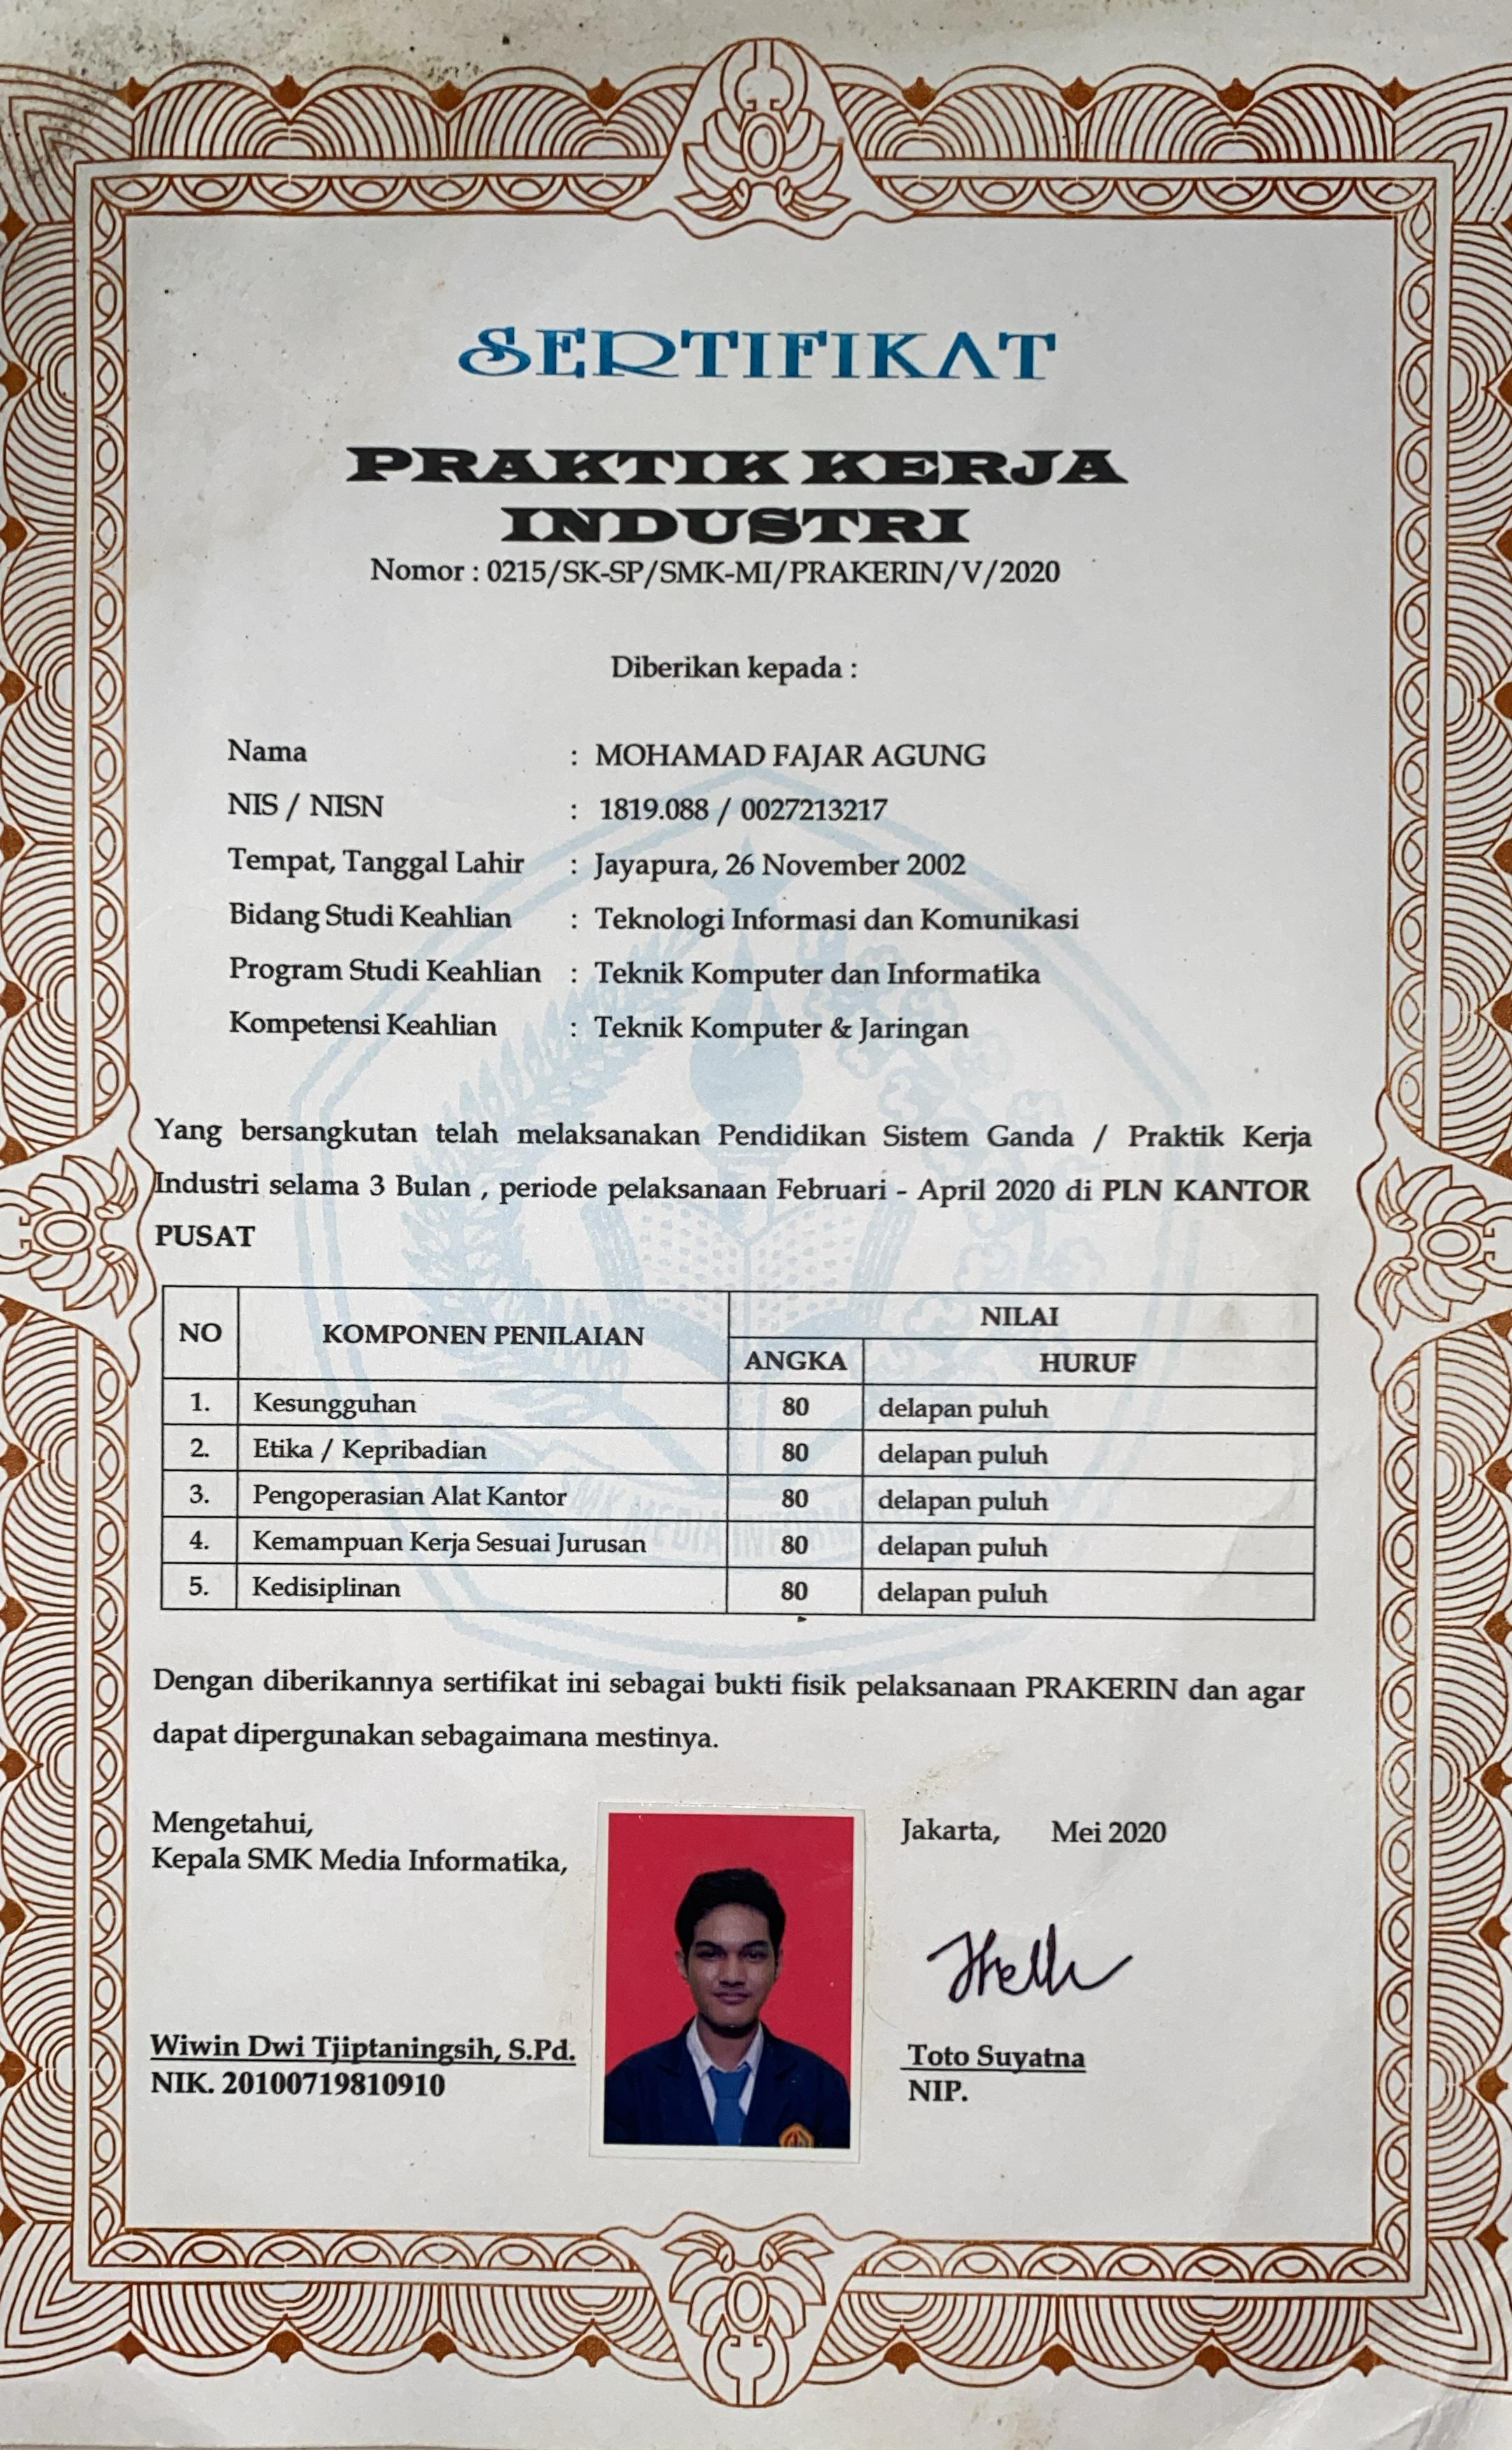 SERTIFIKAT
PRAKTIK KERJA
INDUSTRI
Nomor : 0215/SK-SP/SMK-MI/PRAKERIN/V/2020
Diberikan kepada :
Nama : MOHAMAD FAJAR AGUNG
NIS / NISN : 1819.088 / 0027213217
Tempat, Tanggal Lahir : Jayapura, 26 November 2002
Bidang Studi Keahlian : Teknologi Informasi dan Komunikasi
Program Studi Keahlian : Teknik Komputer dan Informatika
Kompetensi Keahlian : Teknik Komputer & Jaringan
Yang bersangkutan telah melaksanakan Pendidikan Sistem Ganda / Praktik Kerja
Industri selama 3 Bulan , periode pelaksanaan Februari - April 2020 di PLN KANTOR
PUSAT
NO KOMPONEN PENILAIAN NILAI
ANGKA HURUF
1. Kesungguhan 80 delapan puluh
2. Etika / Kepribadian 80 delapan puluh
3. Pengoperasian Alat Kantor 80 delapan puluh
4. Kemampuan Kerja Sesuai Jurusan 80 delapan puluh
5. Kedisiplinan 80 delapan puluh
SMK MEDIA INFORMATIKA
Dengan diberikannya sertifikat ini sebagai bukti fisik pelaksanaan PRAKERIN dan agar
dapat dipergunakan sebagaimana mestinya.
Mengetahui,
Kepala SMK Media Informatika,
Wiwin Dwi Tjiptaningsih, S.Pd.
NIK. 20100719810910
Jakarta, Mei 2020
Toto Suyatna
NIP.